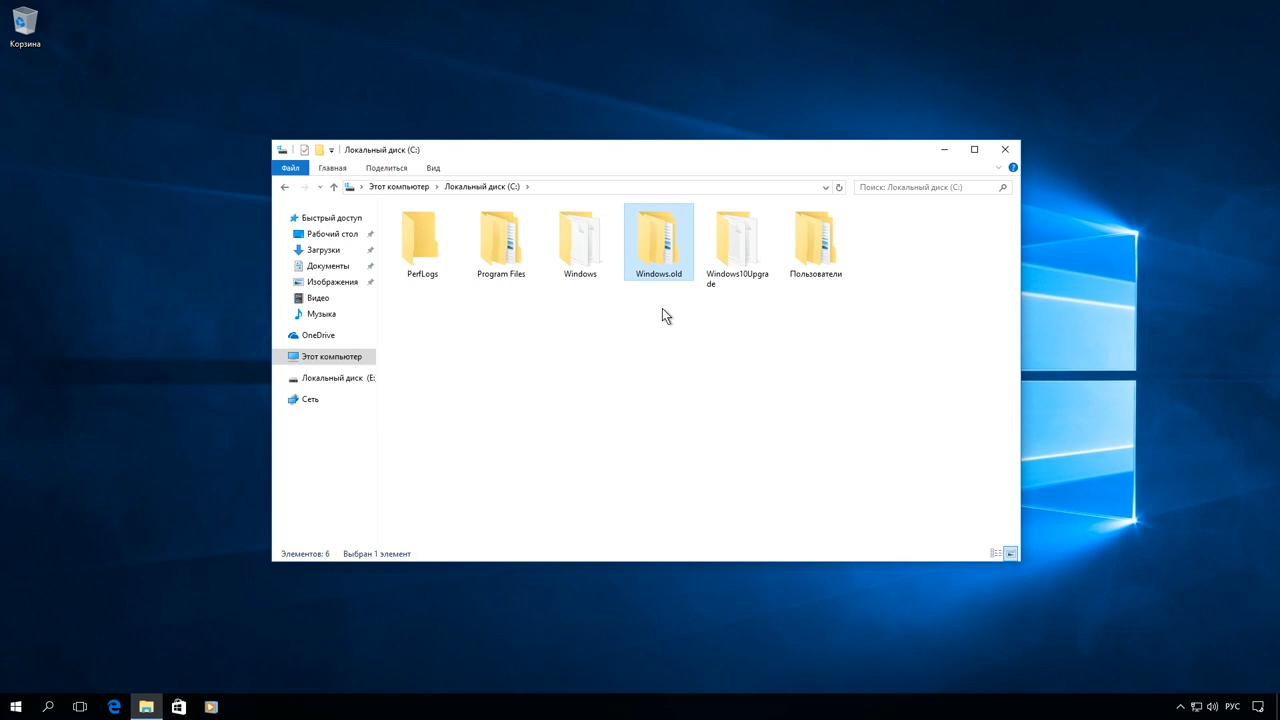 Корзина
Локальный диск (C:)
Файл Главная Поделиться Вид
Этот компьютер Локальный диск (C:) Поиск: Локальный диск (C:)
Быстрый доступ
Рабочий стол
Загрузки
Документы
Изображения
Видео
Музыка
OneDrive
Этот компьютер
Локальный диск (E:
Сеть
PerfLogs Program Files Windows Windows.old Windows10Upgra Пользователи
de
Элементов: 6 Выбран 1 элемент
РУС